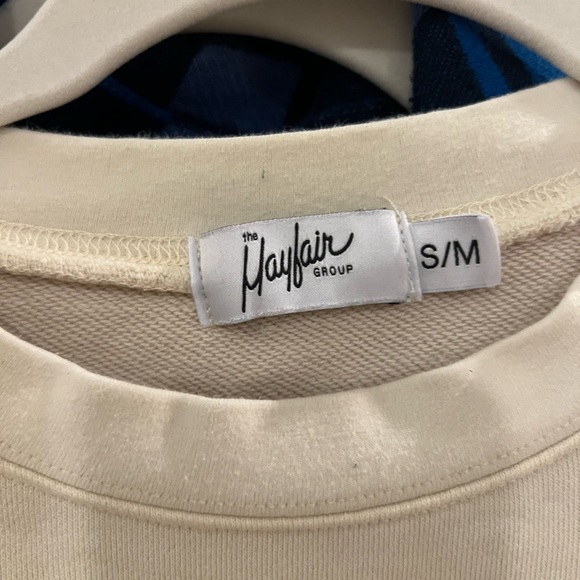 the
Mayfair
GROUP
S/M